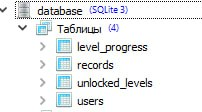 database (SQLite 3)
Таблицы (4)
level_progress
records
unlocked_levels
users